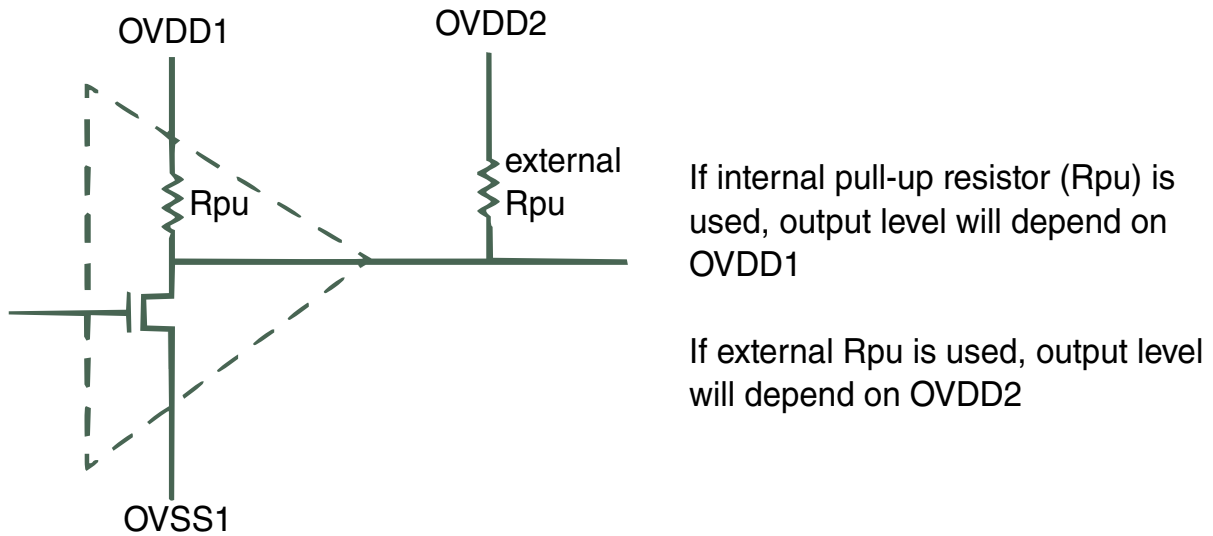 OVDD1
OVDD2
external
Rpu
Rpu
If internal pull-up resistor (Rpu) is
used, output level will depend on
OVDD1
If external Rpu is used, output level
will depend on OVDD2
OVSS1